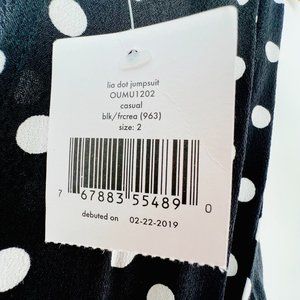 lia dot jumpsuit
OUMU1202
casual
blk/frcrea (963)
size: 2
7 67883 55489 0
debuted on 02-22-2019